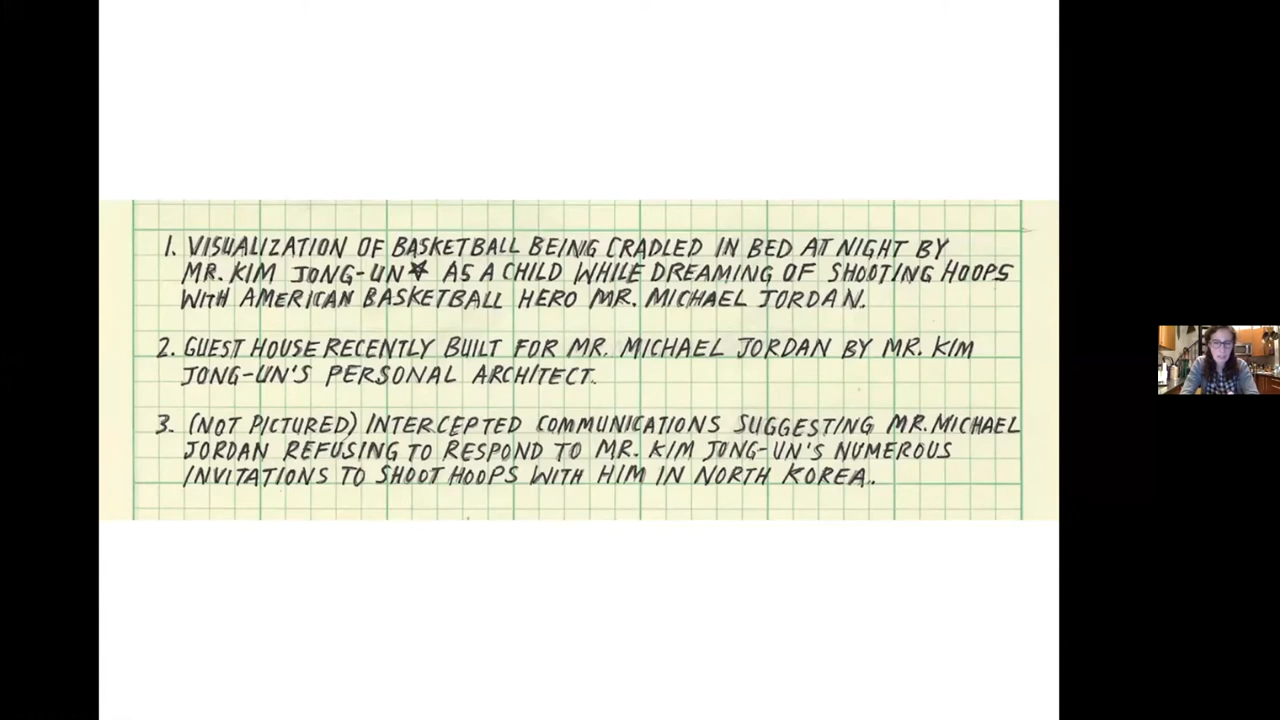 1. VISUALIZATION OF BASKETBALL BEING CRADLED IN BED AT NIGHT BY
MR. KIM JONG-UN★ AS A CHILD WHILE DREAMING OF SHOOTING HOOPS
WITH AMERICAN BASKETBALL HERO MR. MICHAEL JORDAN.
2. GUEST HOUSE RECENTLY BUILT FOR MR. MICHAEL JORDAN BY MR. KIM
JONG-UN'S PERSONAL ARCHITECT.
3. (NOT PICTURED) INTERCEPTED COMMUNICATIONS SUGGESTING MR. MICHAEL
JORDAN REFUSING TO RESPOND TO MR. KIM JONG-UN'S NUMEROUS
INVITATIONS TO SHOOT HOOPS WITH HIM IN NORTH KOREA.